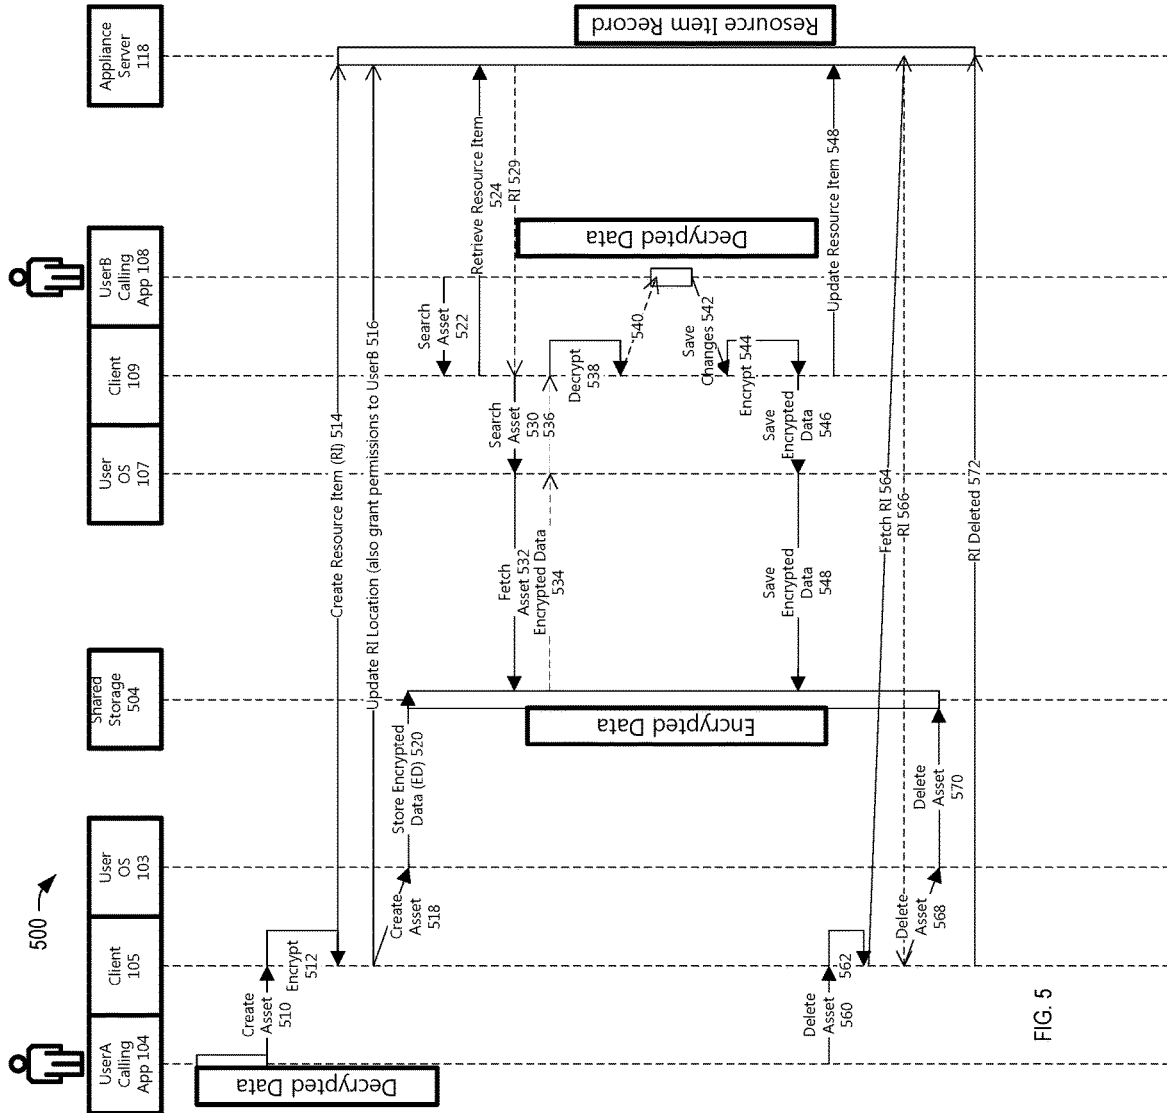 500
UserA
Calling
App 104
Client
105
User
OS
103
Shared
Storage
504
User
OS
107
Client
109
UserB
Calling
App 108
Appliance
Server
118
Decrypted Data
Create
Asset
510
Encrypt
512
Create Resource Item (RI) 514
Update RI Location (also grant permissions to UserB 516
Create
Asset
518
Store Encrypted
Data (ED) 520
Search
Asset
522
Retrieve Resource Item
524
RI 529
Search
Asset
530
Fetch
Asset 532
Encrypted Data
534
536
Decrypt
538
540
Decrypted Data
Save
Changes 542
Encrypt 544
Save
Encrypted
Data
546
Save
Encrypted
Data
548
Update Resource Item 548
Encrypted Data
Resource Item Record
Delete
Asset
560
562
Fetch RI 564
RI 566
Delete
Asset
568
Delete
Asset
570
RI Deleted 572
FIG. 5